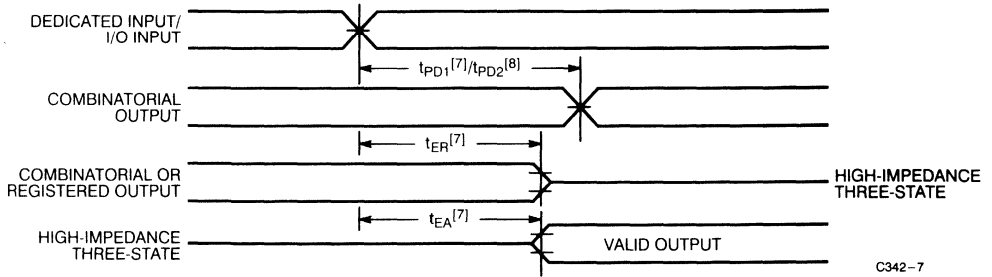 DEDICATED INPUT/
I/O INPUT
tPD1[7]/tPD2[8]
COMBINATORIAL
OUTPUT
tER[7]
COMBINATORIAL OR
REGISTERED OUTPUT
HIGH-IMPEDANCE
THREE-STATE
tEA[7]
HIGH-IMPEDANCE
THREE-STATE
VALID OUTPUT
C342-7